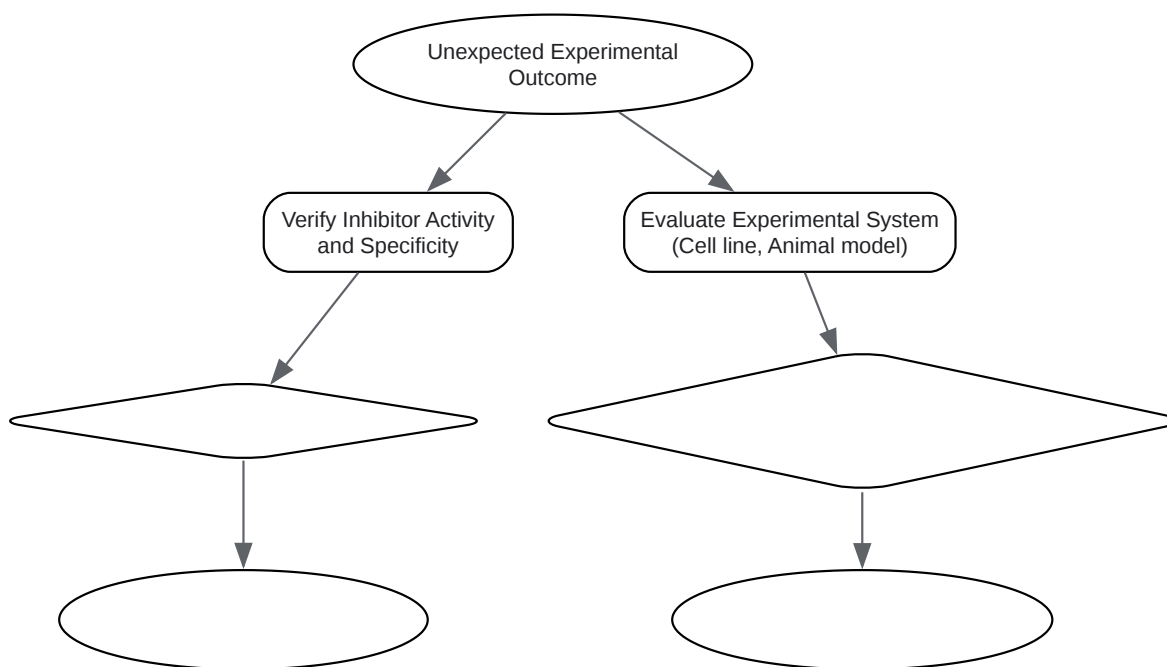 Unexpected Experimental
Outcome
Verify Inhibitor Activity
and Specificity
Evaluate Experimental System
(Cell line, Animal model)